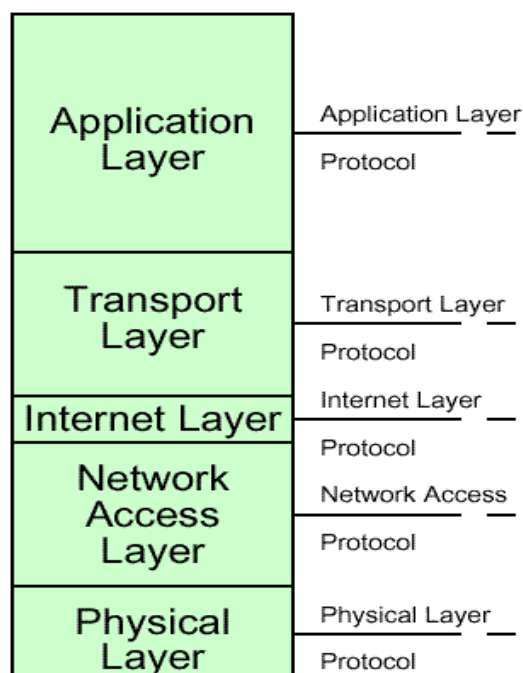 Application
Layer
Application Layer
Protocol
Transport
Layer
Transport Layer
Protocol
Internet Layer
Internet Layer
Protocol
Network
Access
Layer
Network Access
Protocol
Physical
Layer
Physical Layer
Protocol